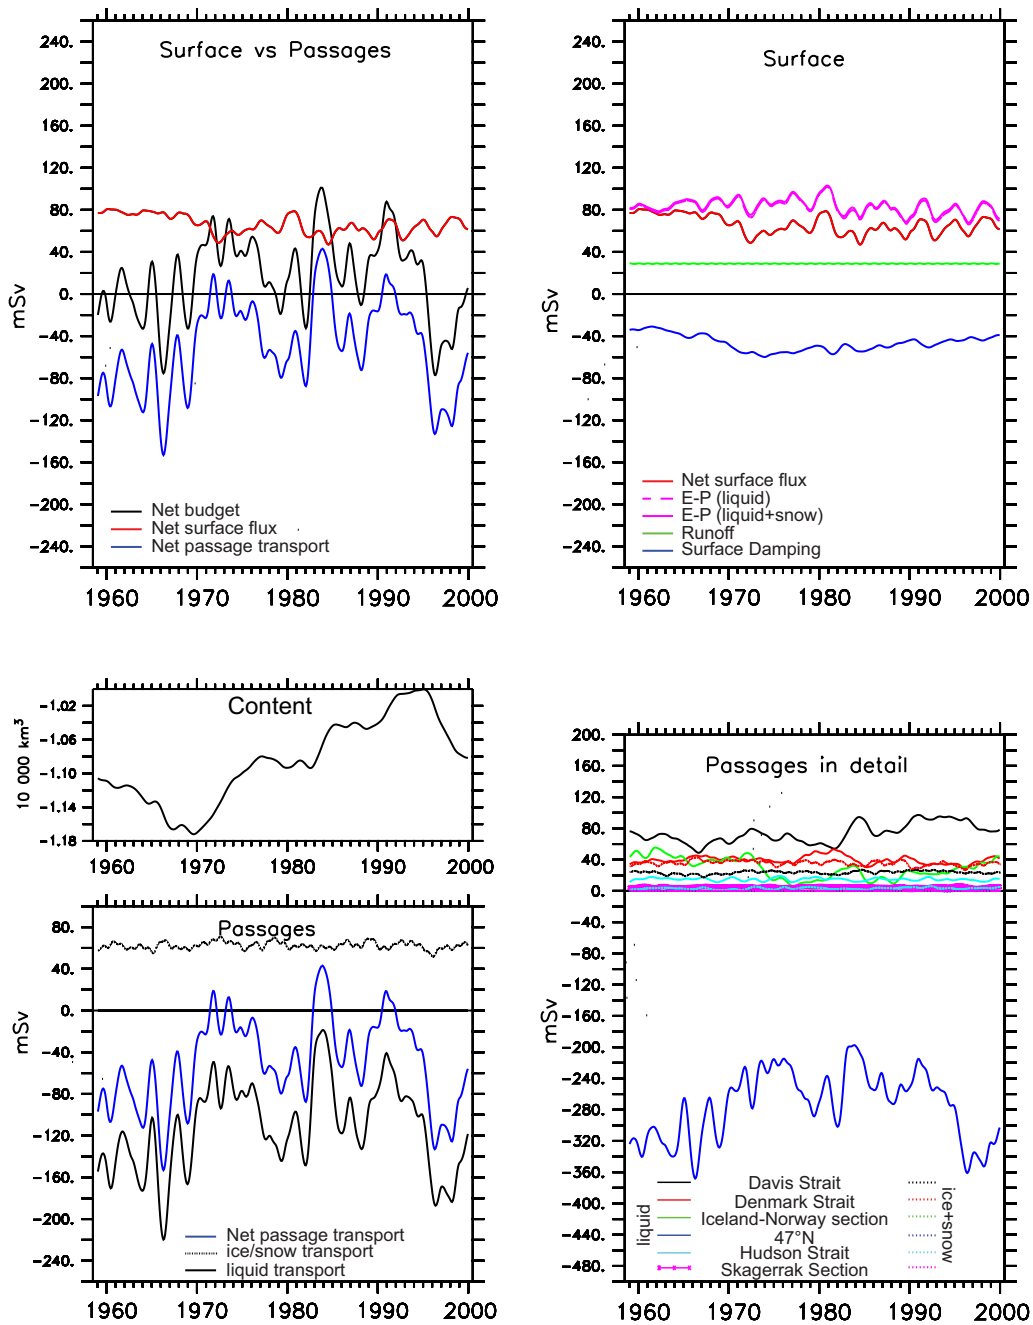 Surface vs Passages
240.
200.
160.
120.
80.
40.
0.
-40.
-80.
-120.
-160.
-200.
-240.
mSv
Net budget
Net surface flux
Net passage transport
1960 1970 1980 1990 2000
Surface
240.
200.
160.
120.
80.
40.
0.
-40.
-80.
-120.
-160.
-200.
-240.
mSv
Net surface flux
E-P (liquid)
E-P (liquid+snow)
Runoff
Surface Damping
1960 1970 1980 1990 2000
Content
-1.02
-1.06
-1.10
-1.14
-1.18
10 000 km³
1960 1970 1980 1990 2000
Passages
80.
40.
0.
-40.
-80.
-120.
-160.
-200.
-240.
mSv
Net passage transport
ice/snow transport
liquid transport
1960 1970 1980 1990 2000
Passages in detail
200.
160.
120.
80.
40.
0.
-40.
-80.
-120.
-160.
-200.
-240.
-280.
-320.
-360.
-400.
-440.
-480.
mSv
liquid
Davis Strait
Denmark Strait
Iceland-Norway section
47°N
Hudson Strait
Skagerrak Section
ice+snow
1960 1970 1980 1990 2000